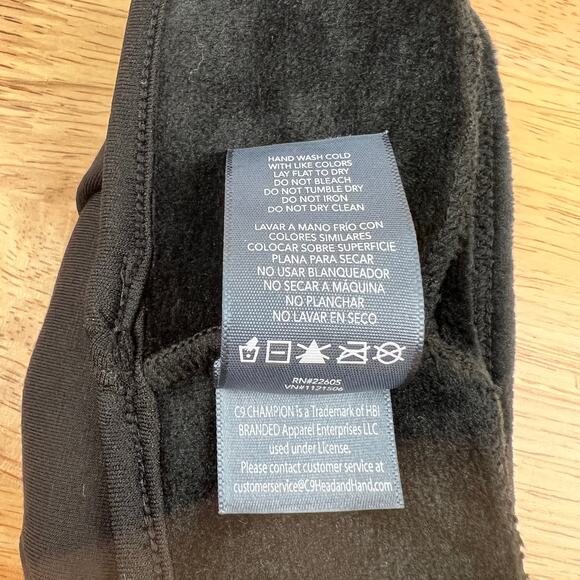 HAND WASH COLD
WITH LIKE COLORS
LAY FLAT TO DRY
DO NOT BLEACH
DO NOT TUMBLE DRY
DO NOT IRON
DO NOT DRY CLEAN
LAVAR A MANO FRÍO CON
COLORES SIMILARES
COLOCAR SOBRE SUPERFICIE
PLANA PARA SECAR
NO USAR BLANQUEADOR
NO SECAR A MÁQUINA
NO PLANCHAR
NO LAVAR EN SECO
RN#22605
VN#1121506
C9 CHAMPION is a Trademark of HBI
BRANDED Apparel Enterprises LLC
used under License.
Please contact customer service at
customerservice@C9HeadandHand.com